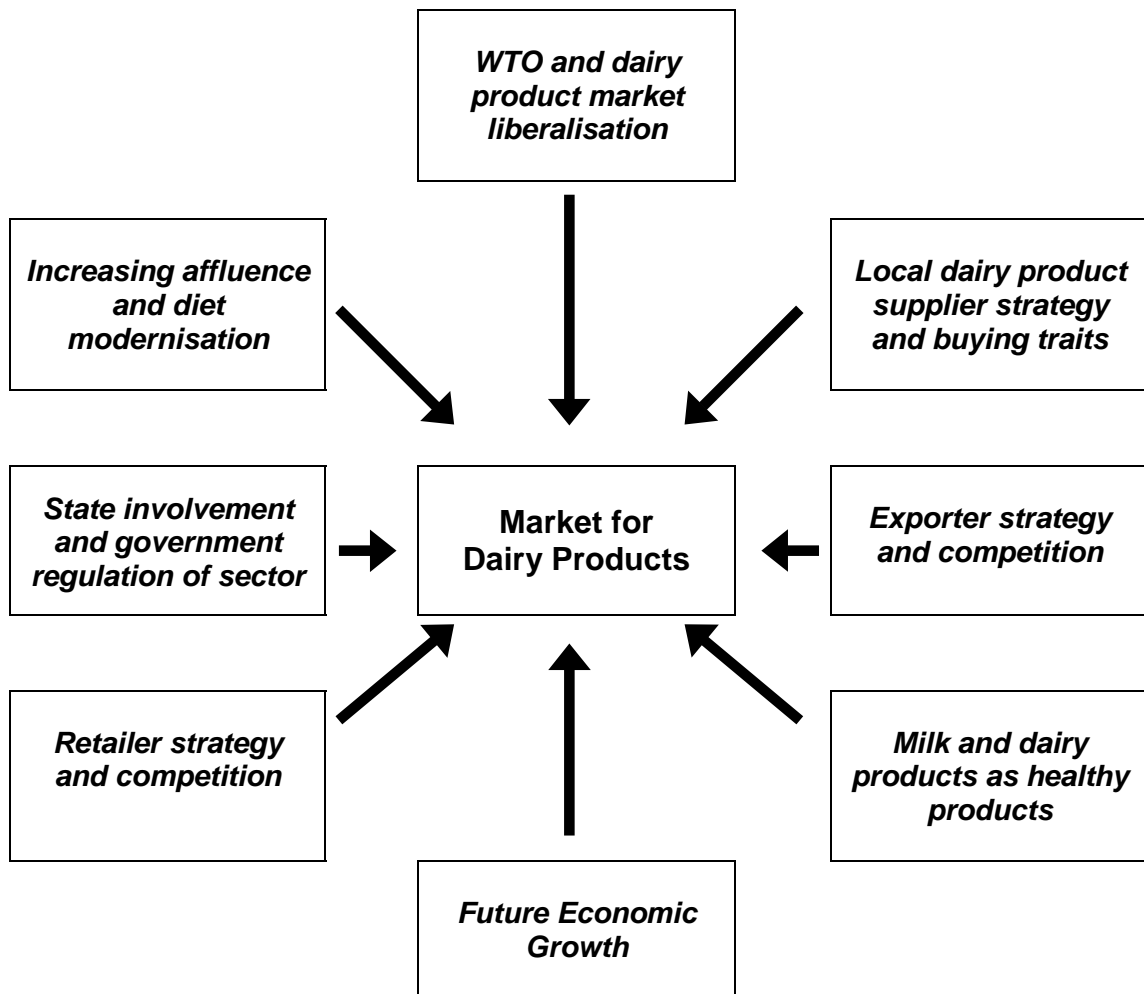 WTO and dairy
product market
liberalisation
Increasing affluence
and diet
modernisation
Local dairy product
supplier strategy
and buying traits
State involvement
and government
regulation of sector
Market for
Dairy Products
Exporter strategy
and competition
Retailer strategy
and competition
Milk and dairy
products as healthy
products
Future Economic
Growth